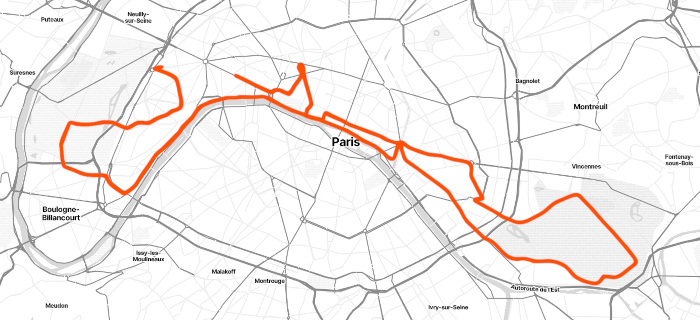 Puteaux
Neuilly-
sur-Seine
Suresnes
Bagnolet
Montreuil
Paris
Vincennes
Fontenay-
sous-Bois
Boulogne-
Billancourt
Issy-les-
Moulineaux
Malakoff
Montrouge
Autoroute de l'Est
Meudon
Ivry-sur-Seine